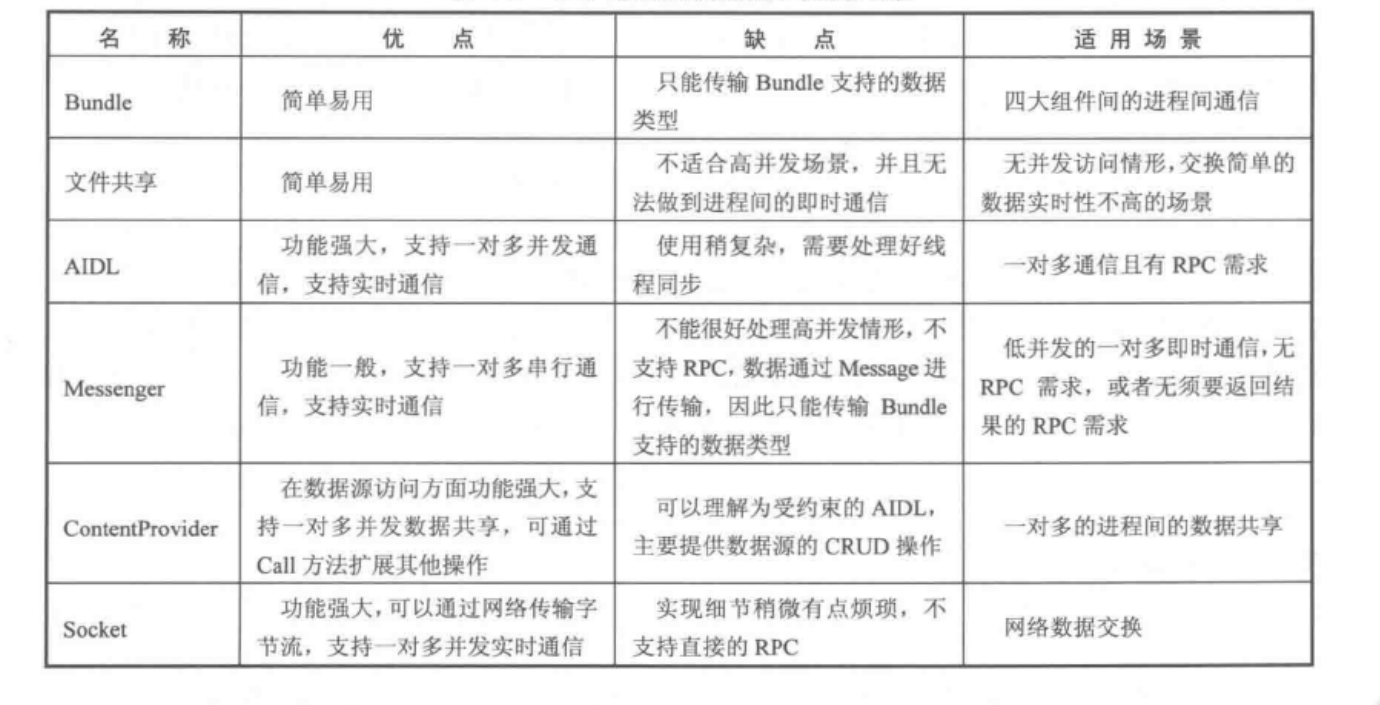 名 称 优 点 缺 点 适 用 场 景
Bundle
简单易用
只能传输 Bundle 支持的数据
类型
四大组件间的进程间通信
文件共享
简单易用
不适合高并发场景，并且无
法做到进程间的即时通信
无并发访问情形，交换简单的
数据实时性不高的场景
AIDL
功能强大，支持一对多并发通
信，支持实时通信
使用稍复杂，需要处理好线
程同步
一对多通信且有 RPC 需求
Messenger
功能一般，支持一对多串行通
信，支持实时通信
不能很好处理高并发情形，不
支持 RPC，数据通过 Message 进
行传输，因此只能传输 Bundle
支持的数据类型
低并发的一对多即时通信，无
RPC 需求，或者无须要返回结
果的 RPC 需求
ContentProvider
在数据源访问方面功能强大，支
持一对多并发数据共享，可通过
Call 方法扩展其他操作
可以理解为受约束的 AIDL，
主要提供数据源的 CRUD 操作
一对多的进程间的数据共享
Socket
功能强大，可以通过网络传输字
节流，支持一对多并发实时通信
实现细节稍微有点烦琐，不
支持直接的 RPC
网络数据交换